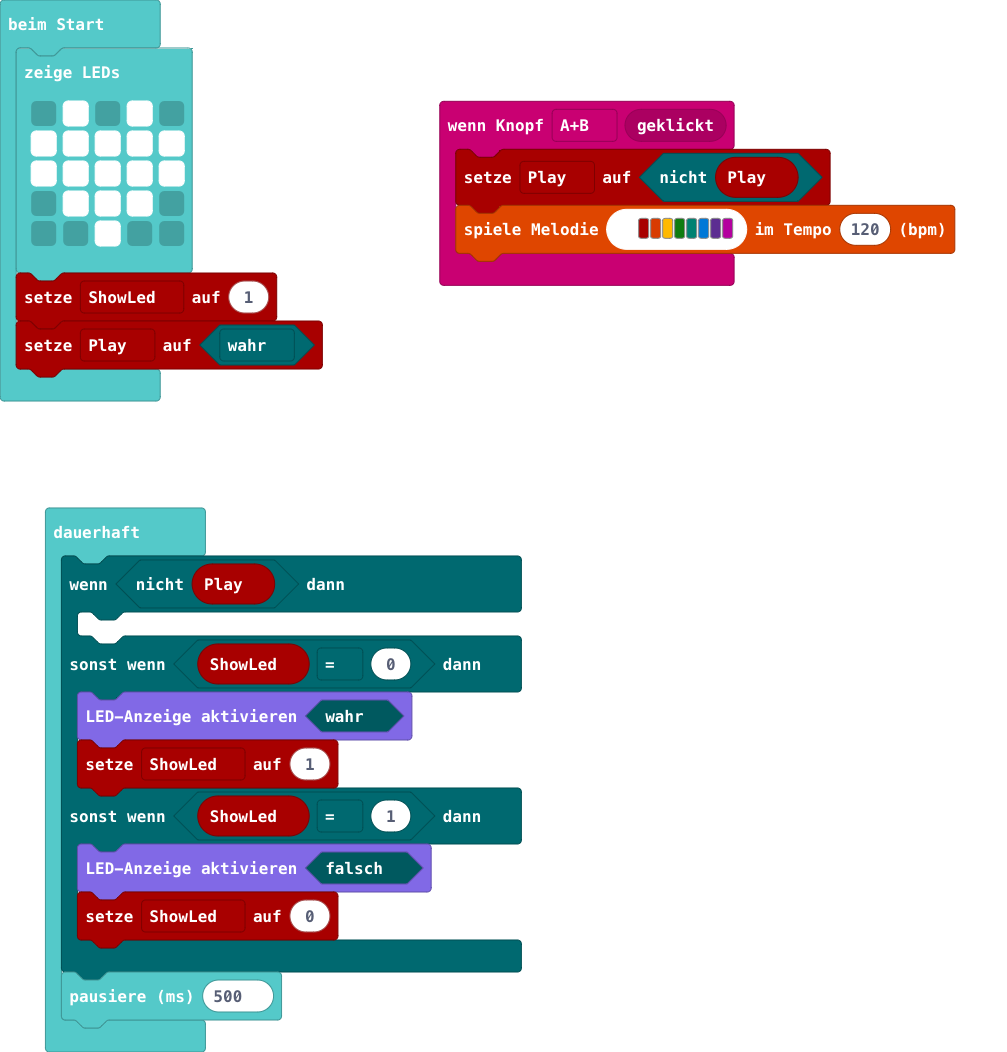 beim Start
zeige LEDs
setze ShowLed auf 1
setze Play auf wahr
wenn Knopf A+B geklickt
setze Play auf nicht Play
spiele Melodie im Tempo 120 (bpm)
dauerhaft
wenn nicht Play dann
sonst wenn ShowLed = 0 dann
LED-Anzeige aktivieren wahr
setze ShowLed auf 1
sonst wenn ShowLed = 1 dann
LED-Anzeige aktivieren falsch
setze ShowLed auf 0
pausiere (ms) 500